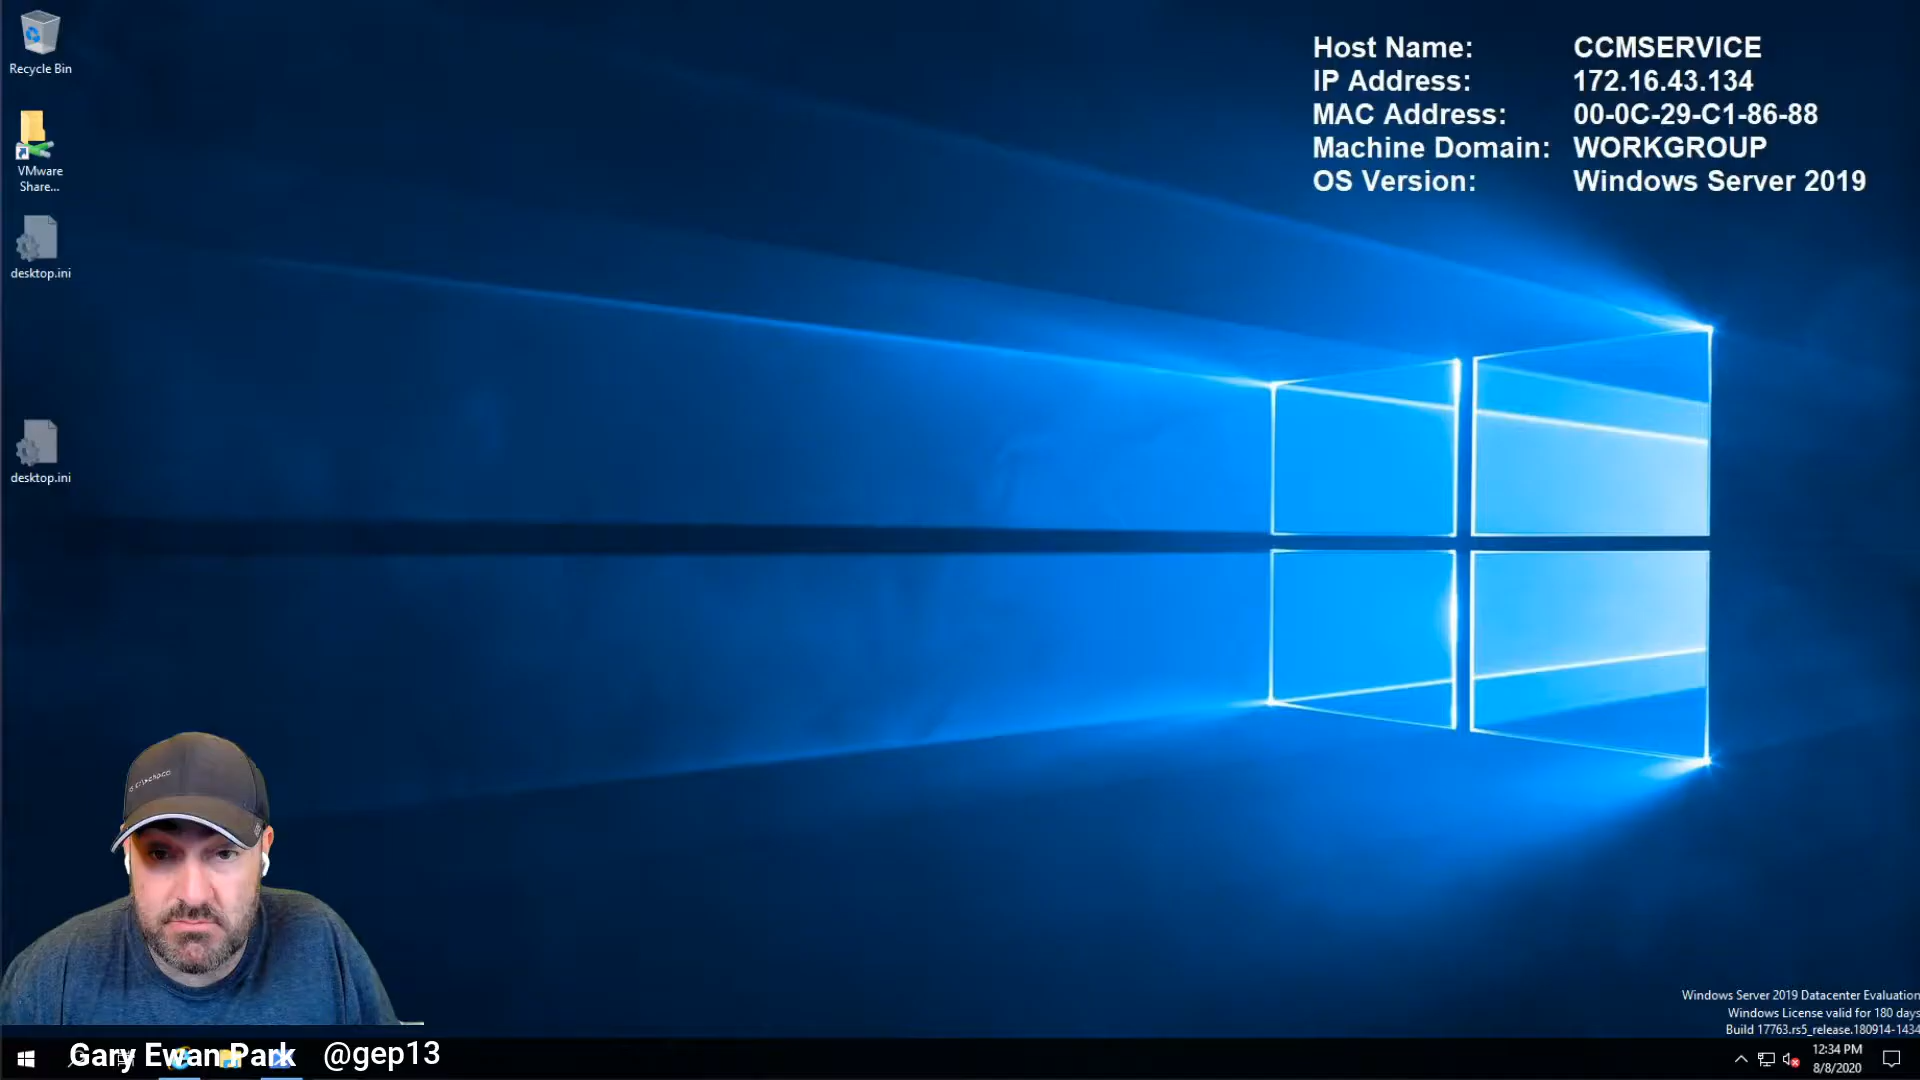 Recycle Bin
VMware
Share...
desktop.ini
desktop.ini
Host Name: CCMSERVICE
IP Address: 172.16.43.134
MAC Address: 00-0C-29-C1-86-88
Machine Domain: WORKGROUP
OS Version: Windows Server 2019
Windows Server 2019 Datacenter Evaluation
Windows License valid for 180 days
Build 17763.rs5_release.180914-1434
Gary Ewan Park @gep13
12:34 PM
8/8/2020